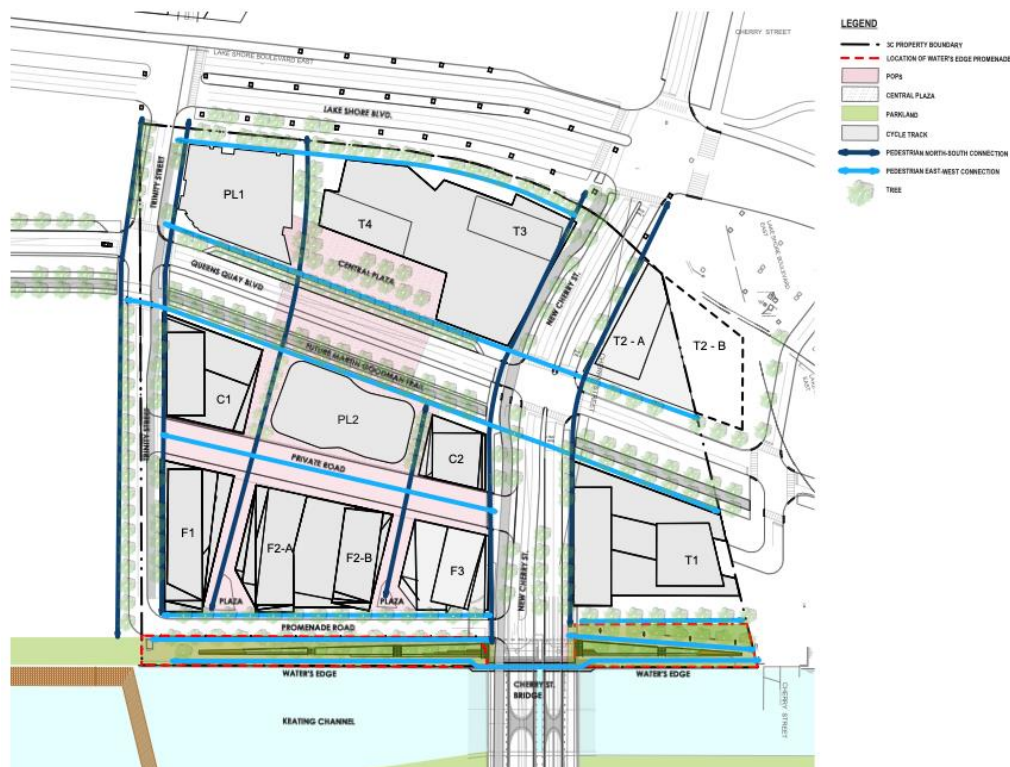 LAKE SHORE BOULEVARD EAST
CHERRY STREET
LAKE SHORE BLVD.
TRINITY STREET
PL1
T4
T3
CENTRAL PLAZA
QUEENS QUAY BLVD
NEW CHERRY ST.
LAKE SHORE BOULEVARD
EAST
T2 - A
T2 - B
FUTURE MARTIN GOODMAN TRAIL
C1
PL2
C2
TRINITY STREET
PRIVATE ROAD
F1
F2-A
F2-B
F3
T1
NEW CHERRY ST.
PLAZA
PLAZA
PROMENADE ROAD
WATER'S EDGE
CHERRY ST.
BRIDGE
WATER'S EDGE
KEATING CHANNEL
CHERRY
STREET
LEGEND
3C PROPERTY BOUNDARY
LOCATION OF WATER'S EDGE PROMENADE
POPS
CENTRAL PLAZA
PARKLAND
CYCLE TRACK
PEDESTRIAN NORTH-SOUTH CONNECTION
PEDESTRIAN EAST-WEST CONNECTION
TREE